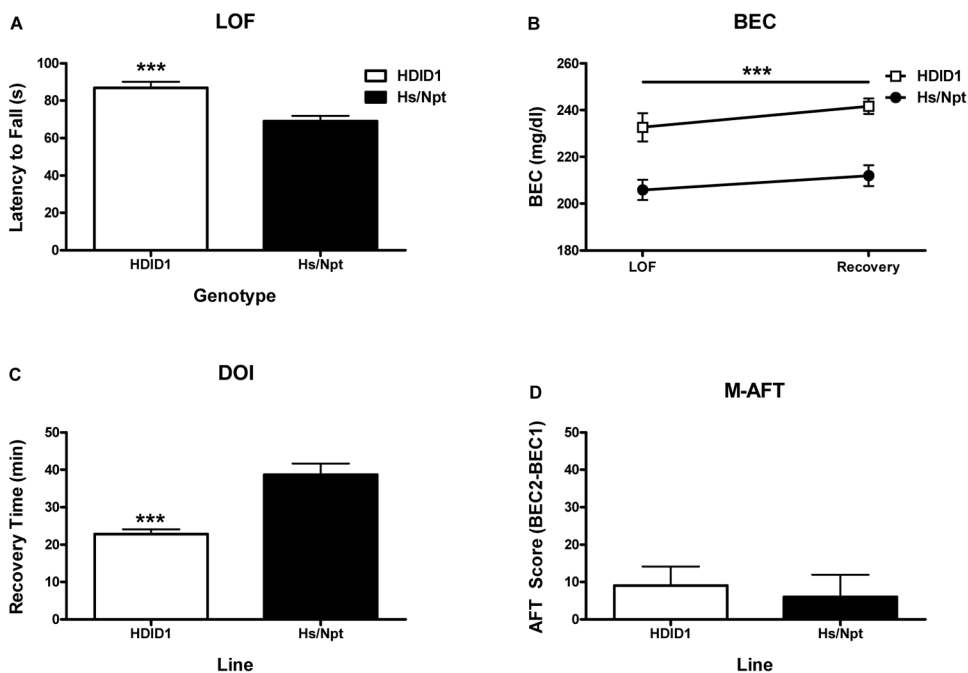 A
LOF
***
HDID1
Hs/Npt
100
80
60
40
20
0
Latency to Fall (s)
HDID1
Hs/Npt
Genotype
B
BEC
***
HDID1
Hs/Npt
260
240
220
200
180
BEC (mg/dl)
LOF
Recovery
C
DOI
50
40
30
20
10
0
Recovery Time (min)
***
HDID1
Hs/Npt
Line
D
M-AFT
50
40
30
20
10
0
AFT Score (BEC2-BEC1)
HDID1
Hs/Npt
Line